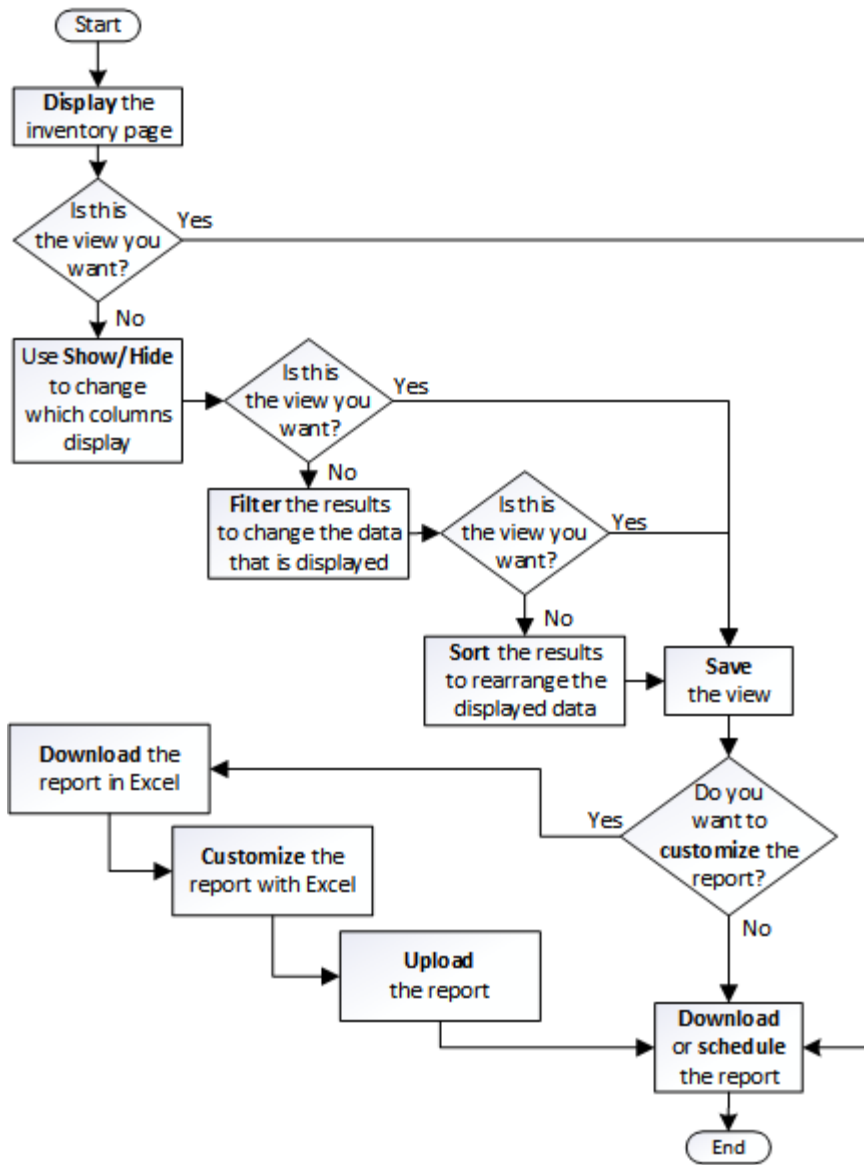 Start
Display the
inventory page
Is this
the view you
want?
Yes
No
Use Show/Hide
to change
which columns
display
Is this
the view you
want?
Yes
No
Filter the results
to change the data
that is displayed
Is this
the view you
want?
Yes
No
Sort the results
to rearrange the
displayed data
Save
the view
Do you
want to
customize the
report?
Yes
No
Download the
report in Excel
Customize the
report with Excel
Upload
the report
Download
or schedule
the report
End